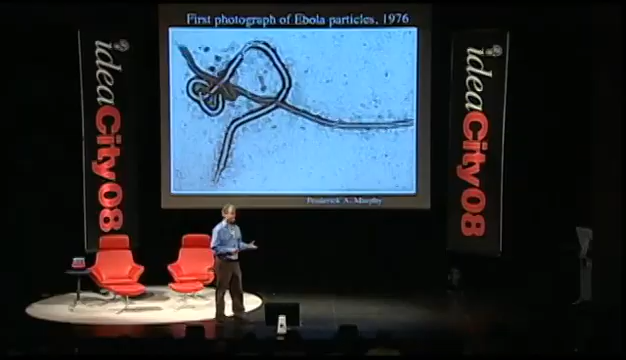 First photograph of Ebola particles, 1976
ideaCity08
ideaCity08
Frederick A. Murphy